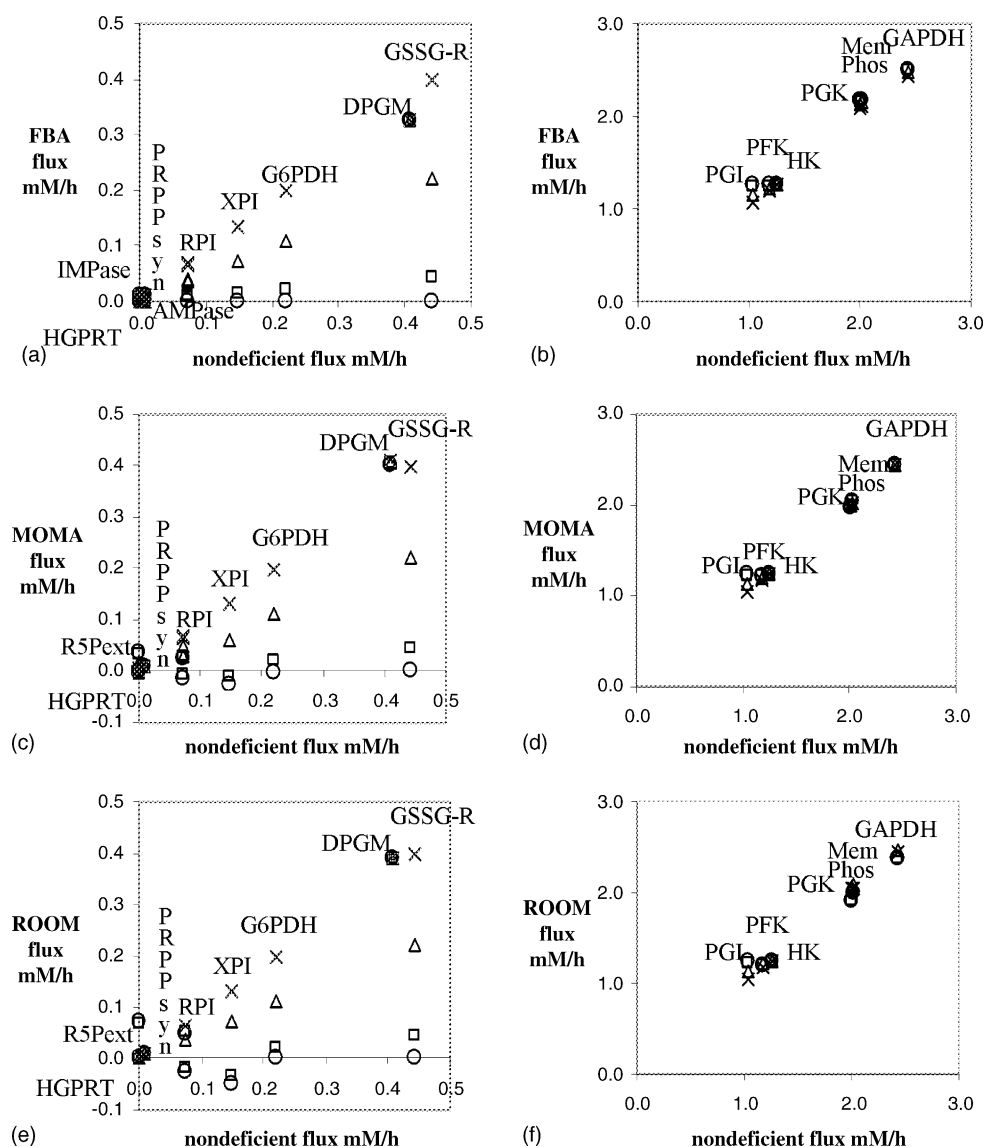 0.5
GSSG-R
0.4
DPGM
FBA
flux
mM/h
0.3
P
R
P
P
s
y
n
G6PDH
0.2
XPI
0.1
RPI
IMPase
0.0
AMPase
0.0 0.1 0.2 0.3 0.4 0.5
HGPRT
(a)
nondeficient flux mM/h
3.0
Mem
Phos
GAPDH
PGK
2.0
FBA
flux
mM/h
PFK
HK
PGI
1.0
0.0
0.0 1.0 2.0 3.0
(b)
nondeficient flux mM/h
0.5
DPGM
GSSG-R
0.4
0.3
MOMA
flux
mM/h
P
R
P
P
s
y
n
G6PDH
0.2
XPI
0.1
RPI
R5Pext
0.0
HGPRT
0.0 0.1 0.2 0.3 0.4 0.5
-0.1
(c)
nondeficient flux mM/h
3.0
GAPDH
Mem
Phos
PGK
2.0
MOMA
flux
mM/h
PFK
PGI
HK
1.0
0.0
0.0 1.0 2.0 3.0
(d)
nondeficient flux mM/h
0.5
GSSG-R
DPGM
0.4
0.3
ROOM
flux
mM/h
P
R
P
P
s
y
n
G6PDH
0.2
XPI
0.1
RPI
R5Pext
0.0
HGPRT
0.0 0.1 0.2 0.3 0.4 0.5
-0.1
(e)
nondeficient flux mM/h
3.0
GAPDH
Mem
Phos
PGK
2.0
ROOM
flux
mM/h
PFK
PGI
HK
1.0
0.0
0.0 1.0 2.0 3.0
(f)
nondeficient flux mM/h